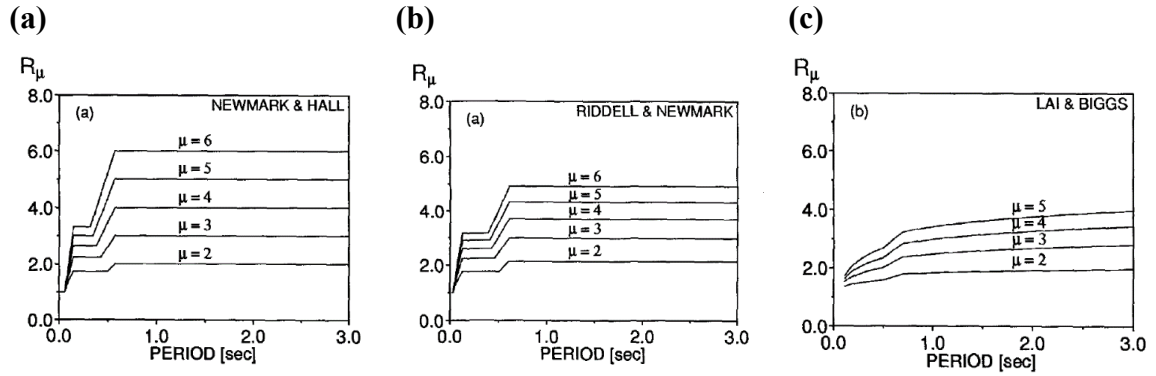 (a)
Rμ
8.0
(a)
NEWMARK & HALL
μ = 6
6.0
μ = 5
μ = 4
4.0
μ = 3
2.0
μ = 2
0.0
0.0 1.0 2.0 3.0
PERIOD [sec]
(b)
Rμ
8.0
(a)
RIDDELL & NEWMARK
6.0
μ = 6
μ = 5
4.0
μ = 4
μ = 3
μ = 2
2.0
0.0
0.0 1.0 2.0 3.0
PERIOD [sec]
(c)
Rμ
8.0
(b)
LAI & BIGGS
6.0
4.0
μ = 5
μ = 4
μ = 3
μ = 2
2.0
0.0
0.0 1.0 2.0 3.0
PERIOD [sec]